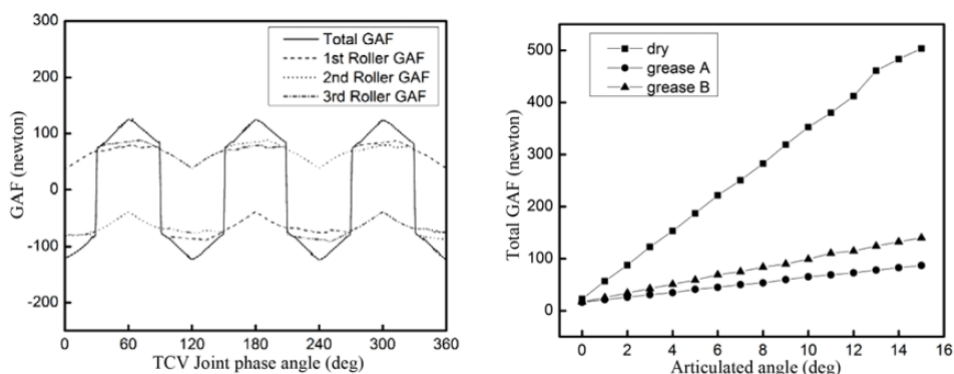 300
200
100
0
-100
-200
GAF (newton)
Total GAF
1st Roller GAF
2nd Roller GAF
3rd Roller GAF
0 60 120 180 240 300 360
TCV Joint phase angle (deg)
500
400
300
200
100
0
Total GAF (newton)
dry
grease A
grease B
0 2 4 6 8 10 12 14 16
Articulated angle (deg)